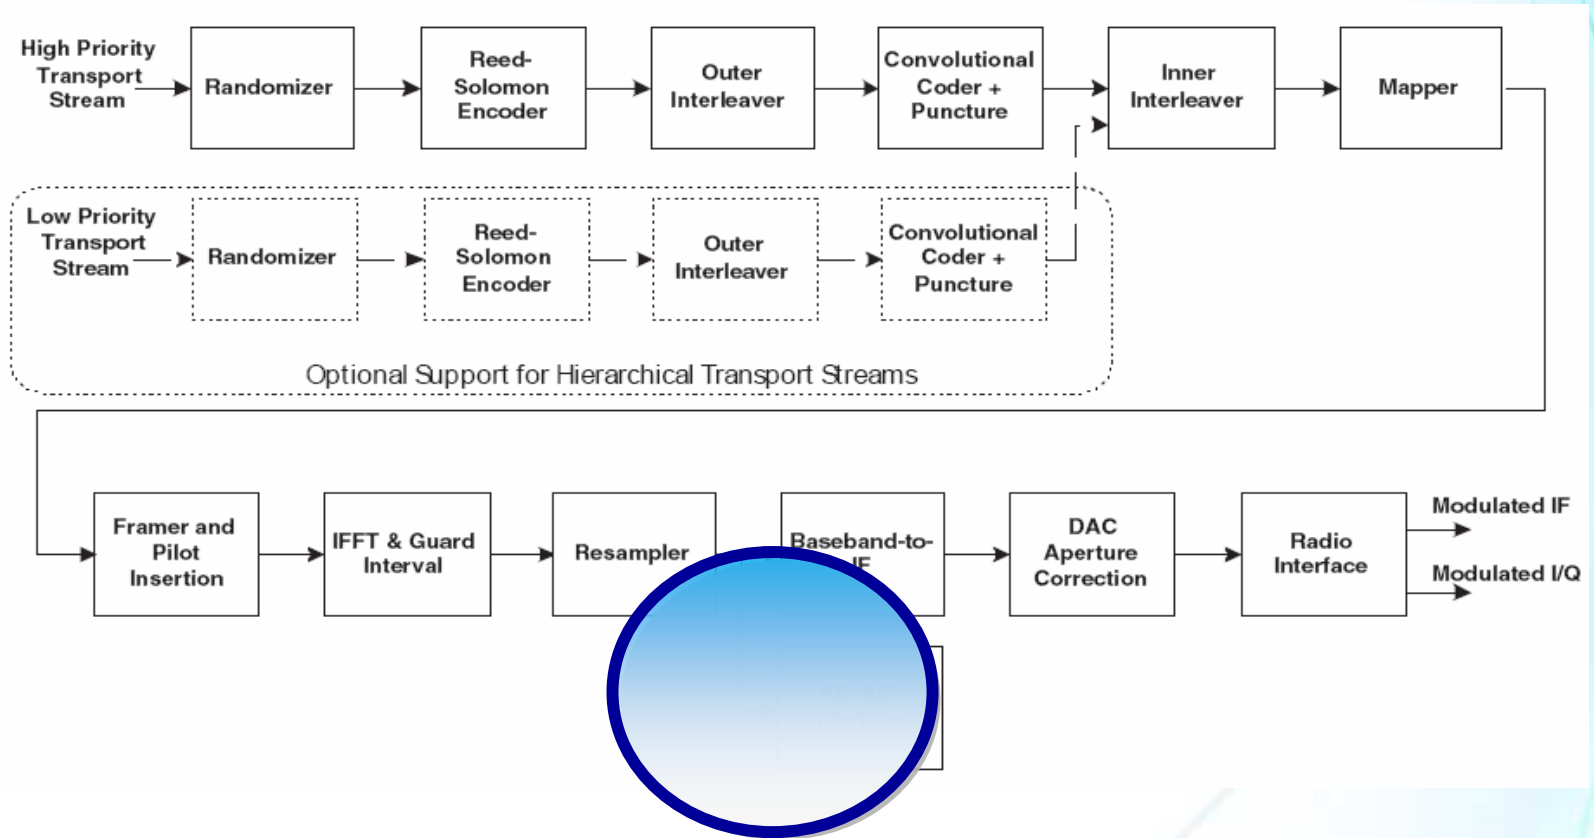 High Priority
Transport
Stream
Randomizer
Reed-
Solomon
Encoder
Outer
Interleaver
Convolutional
Coder +
Puncture
Inner
Interleaver
Mapper
Low Priority
Transport
Stream
Randomizer
Reed-
Solomon
Encoder
Outer
Interleaver
Convolutional
Coder +
Puncture
Optional Support for Hierarchical Transport Streams
Framer and
Pilot
Insertion
IFFT & Guard
Interval
Resampler
Baseband-to-
IF
DAC
Aperture
Correction
Radio
Interface
Modulated IF
Modulated I/Q